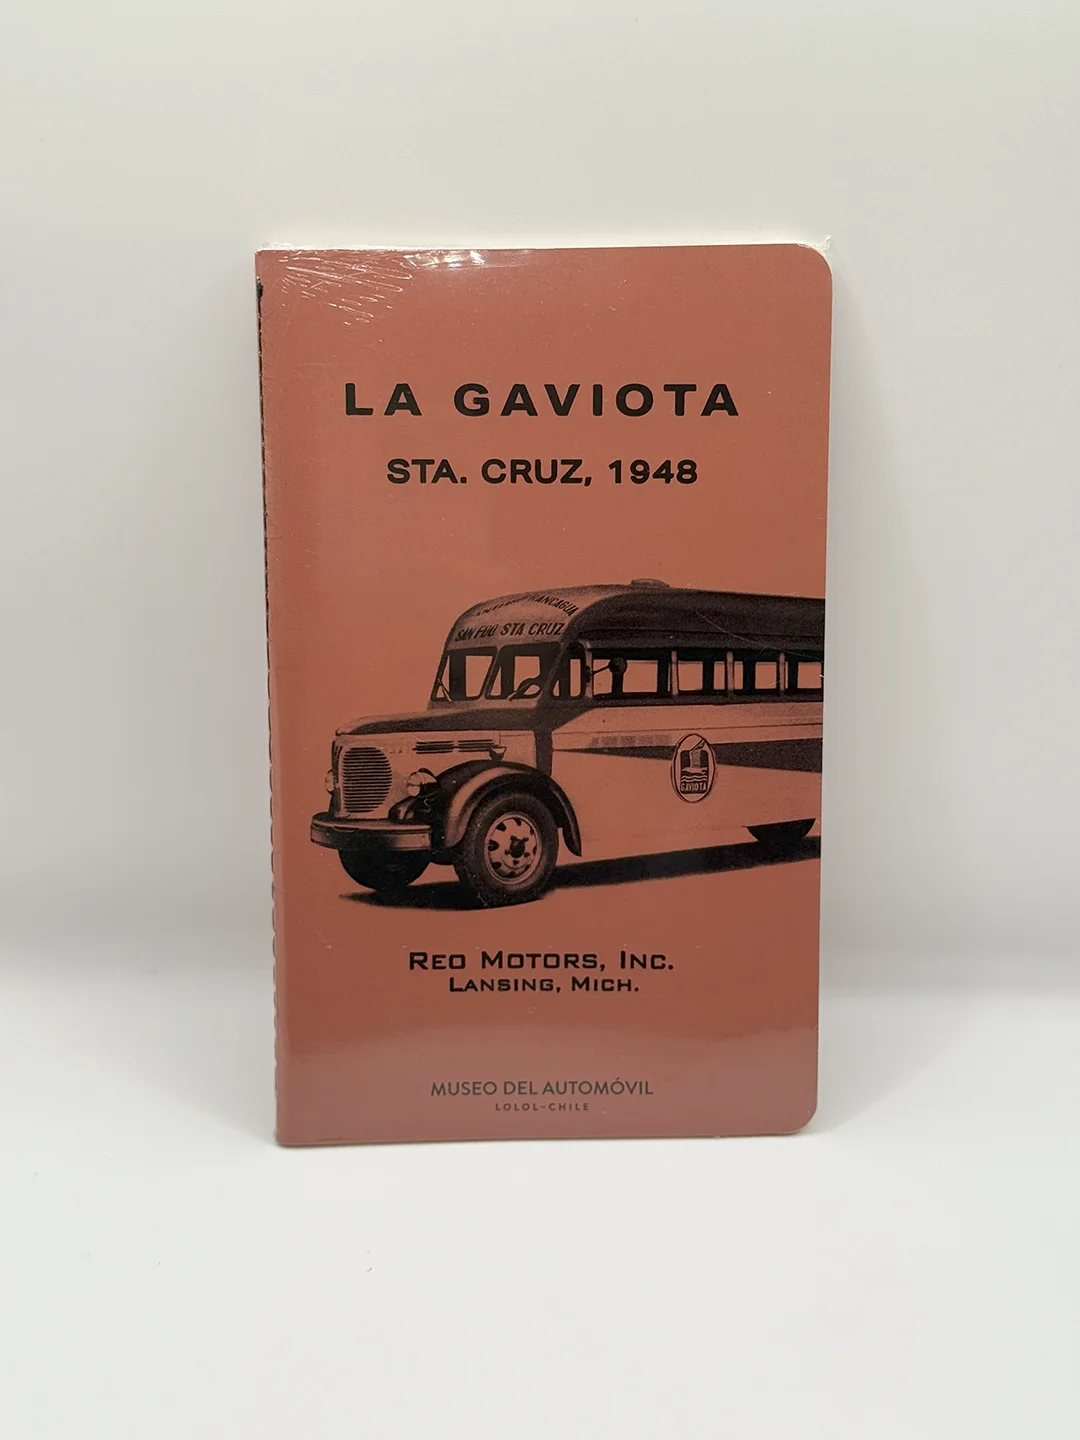 LA GAVIOTA
STA. CRUZ, 1948
RANCAGUA
SAN FDO STA CRUZ
GAVIOTA
REO MOTORS, INC.
LANSING, MICH.
MUSEO DEL AUTOMÓVIL
LOLOL-CHILE